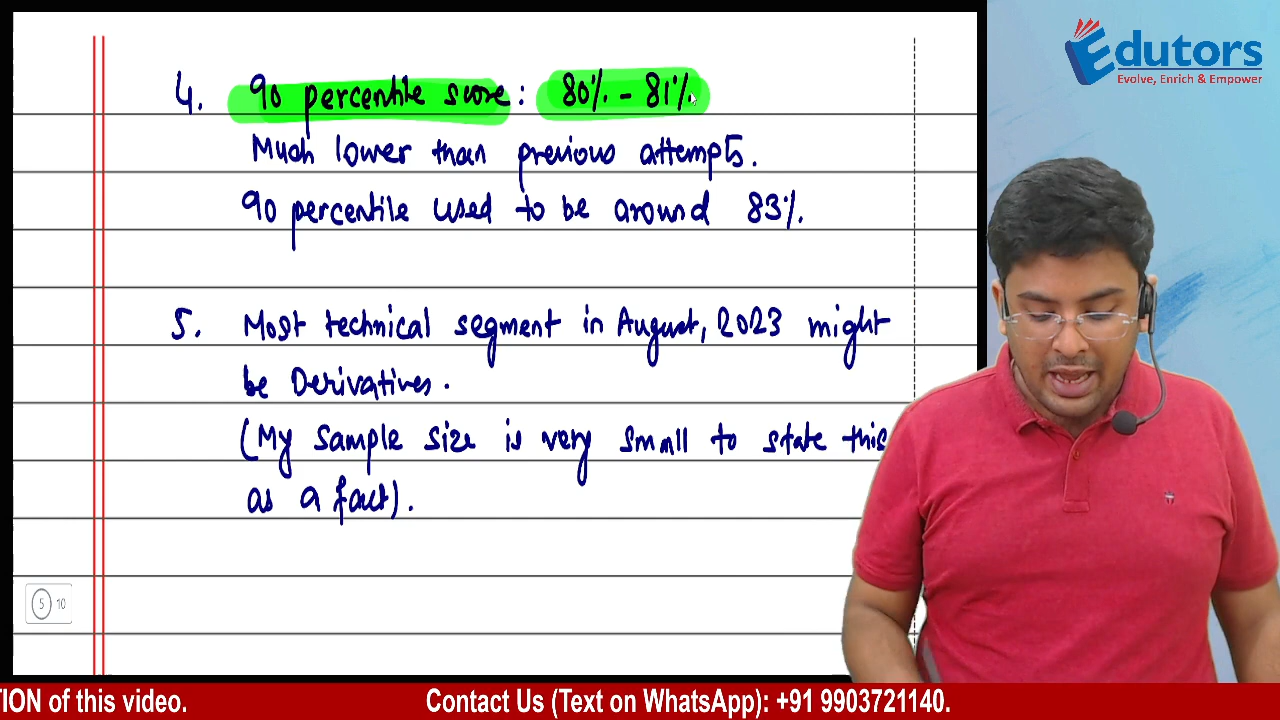 Edutors
Evolve, Enrich & Empower
4. 90 percentile score: 80% - 81%.
Much lower than previous attempts.
90 percentile used to be around 83%.
5. Most technical segment in August, 2023 might
be Derivatives.
(My sample size is very small to state this
as a fact).
5 10
TION of this video.
Contact Us (Text on WhatsApp): +91 9903721140.